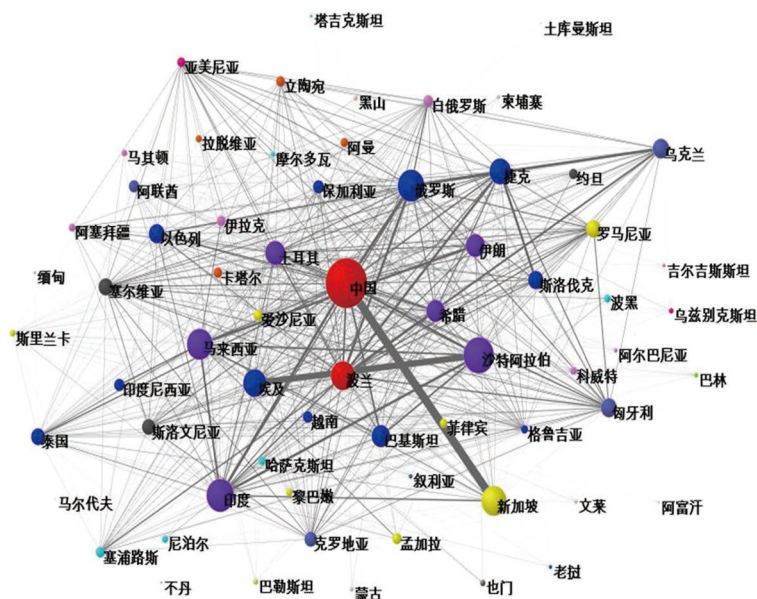 塔吉克斯坦
土库曼斯坦
亚美尼亚
立陶宛
黑山
白俄罗斯
柬埔寨
拉脱维亚
阿曼
乌克兰
马其顿
摩尔多瓦
阿联酋
保加利亚
俄罗斯
捷克
约旦
阿塞拜疆
以色列
伊拉克
罗马尼亚
土耳其
伊朗
缅甸
卡塔尔
吉尔吉斯斯坦
塞尔维亚
中国
斯洛伐克
波黑
爱沙尼亚
希腊
乌兹别克斯坦
斯里兰卡
马来西亚
沙特阿拉伯
阿尔巴尼亚
印度尼西亚
埃及
波兰
科威特
巴林
越南
匈牙利
泰国
斯洛文尼亚
巴基斯坦
菲律宾
格鲁吉亚
哈萨克斯坦
叙利亚
马尔代夫
印度
黎巴嫩
新加坡
文莱
阿富汗
塞浦路斯
尼泊尔
克罗地亚
孟加拉
老挝
不丹
巴勒斯坦
蒙古
也门